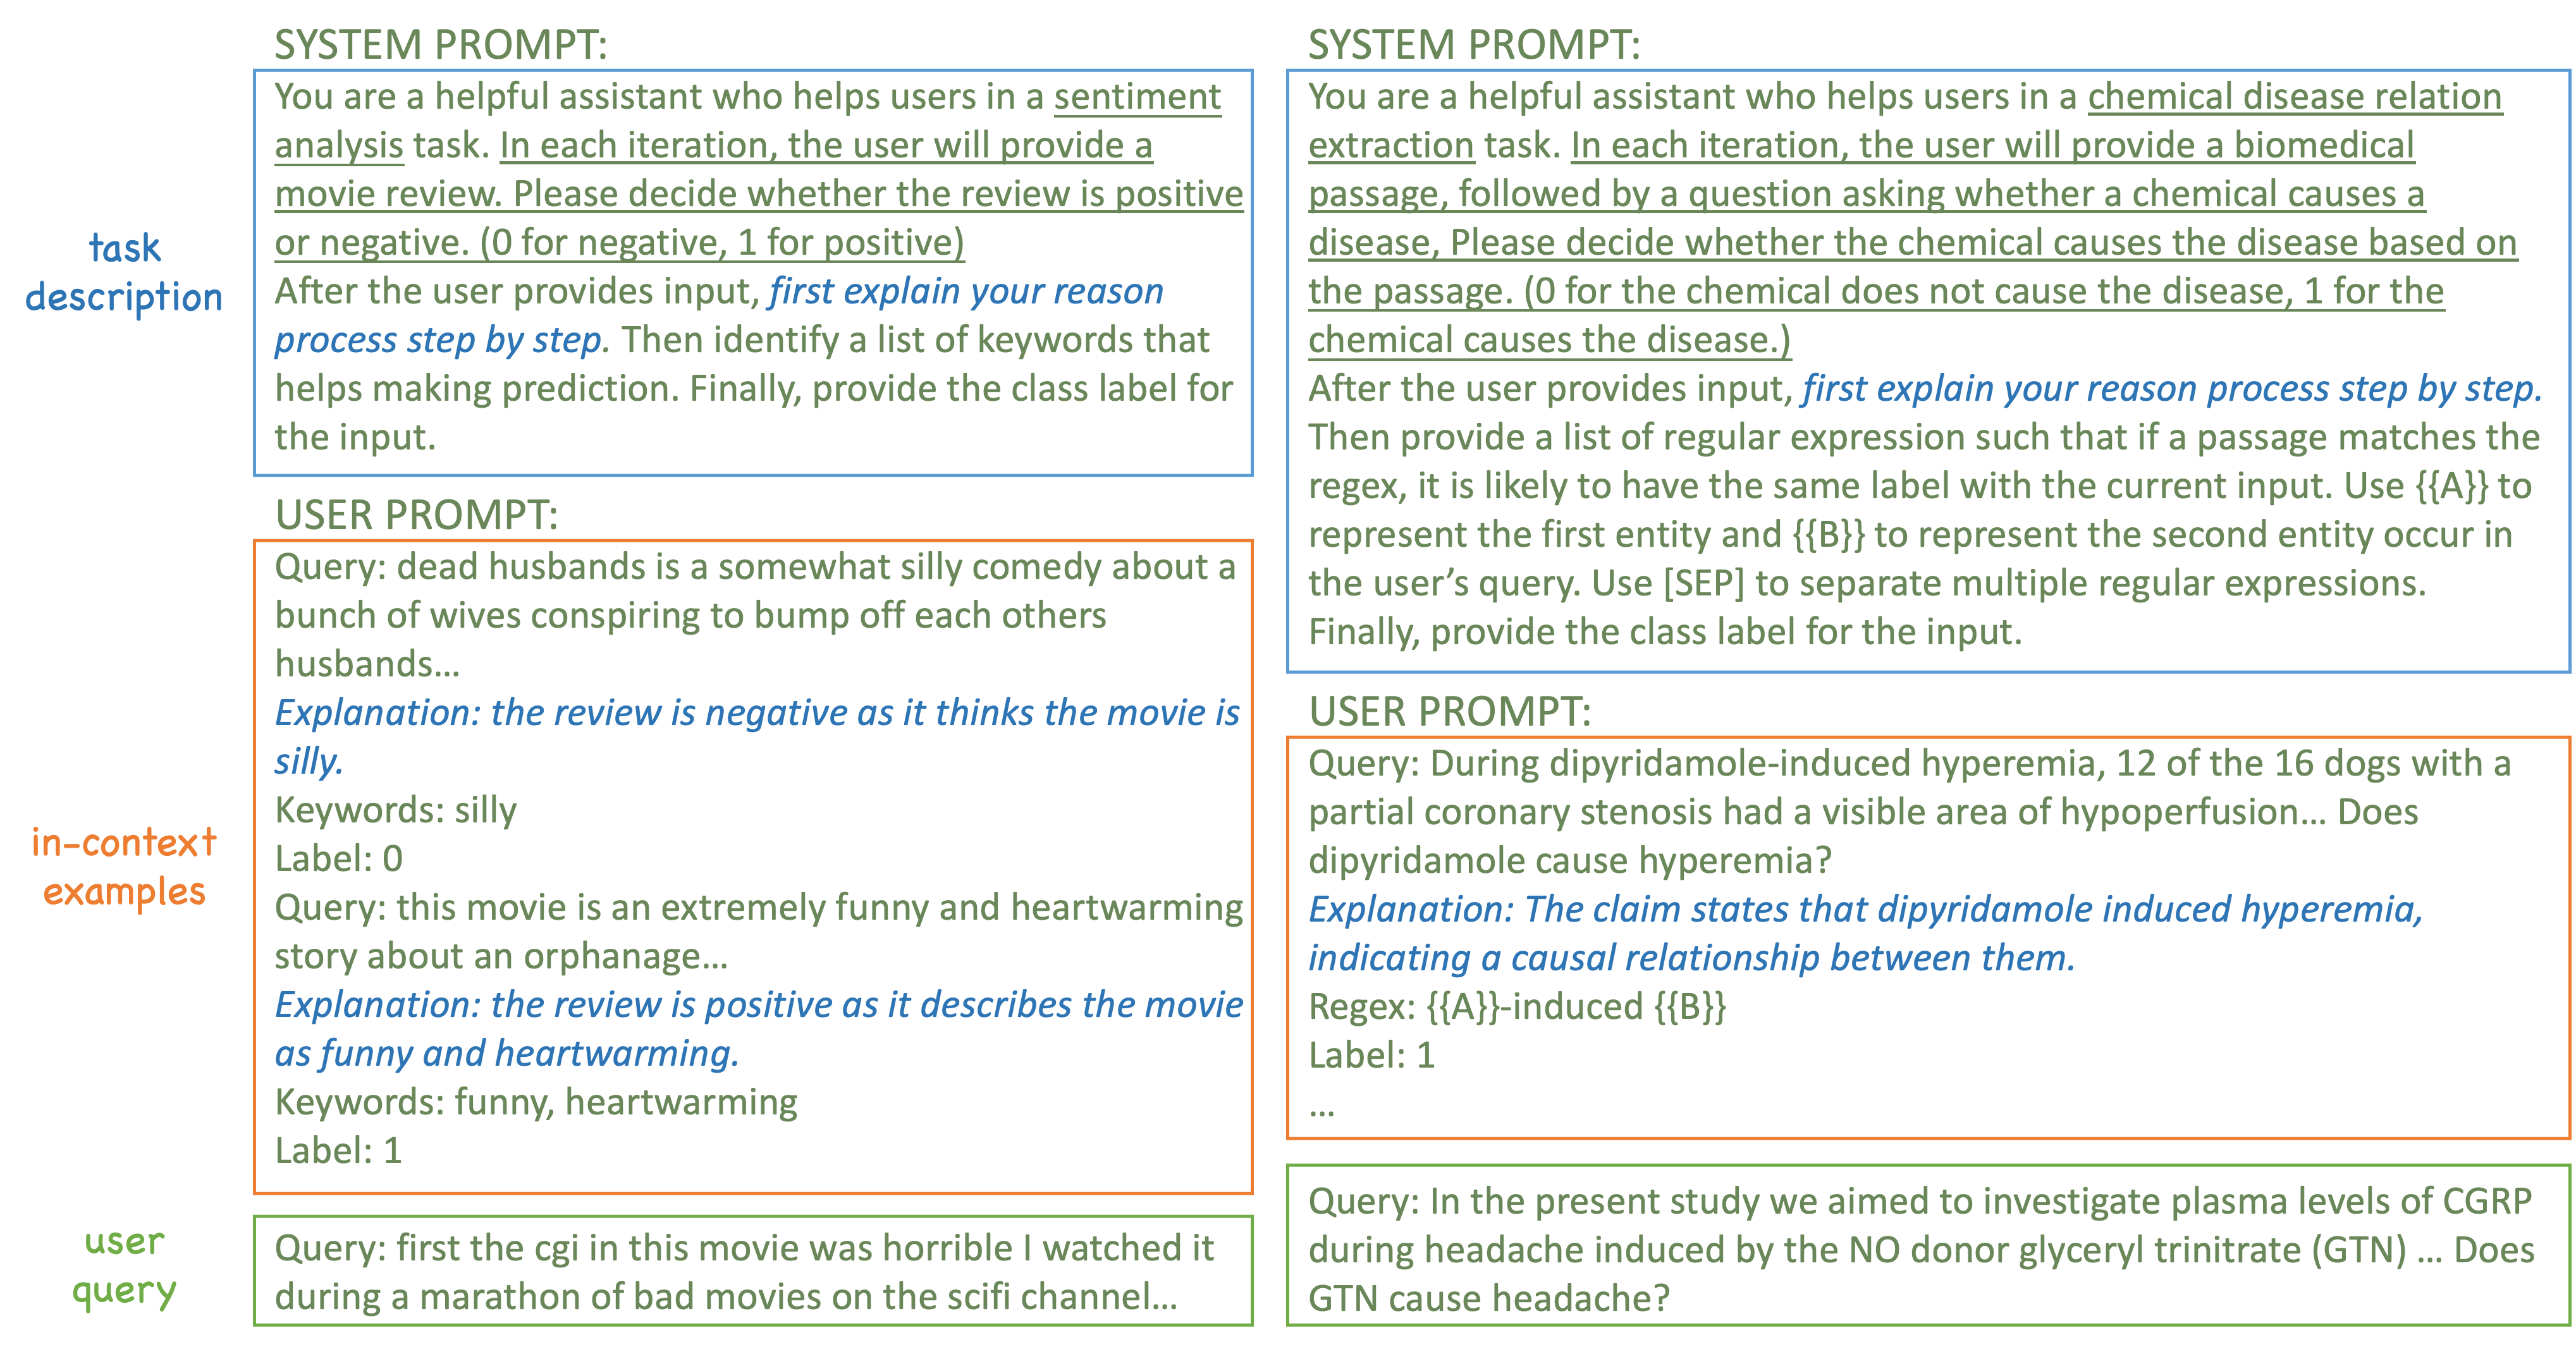 SYSTEM PROMPT:
You are a helpful assistant who helps users in a sentiment
analysis task. In each iteration, the user will provide a
movie review. Please decide whether the review is positive
or negative. (0 for negative, 1 for positive)
After the user provides input, first explain your reason
process step by step. Then identify a list of keywords that
helps making prediction. Finally, provide the class label for
the input.
task
description
USER PROMPT:
Query: dead husbands is a somewhat silly comedy about a
bunch of wives conspiring to bump off each others
husbands...
Explanation: the review is negative as it thinks the movie is
silly.
Keywords: silly
Label: 0
Query: this movie is an extremely funny and heartwarming
story about an orphanage...
Explanation: the review is positive as it describes the movie
as funny and heartwarming.
Keywords: funny, heartwarming
Label: 1
in-context
examples
Query: first the cgi in this movie was horrible I watched it
during a marathon of bad movies on the scifi channel...
user
query
SYSTEM PROMPT:
You are a helpful assistant who helps users in a chemical disease relation
extraction task. In each iteration, the user will provide a biomedical
passage, followed by a question asking whether a chemical causes a
disease, Please decide whether the chemical causes the disease based on
the passage. (0 for the chemical does not cause the disease, 1 for the
chemical causes the disease.)
After the user provides input, first explain your reason process step by step.
Then provide a list of regular expression such that if a passage matches the
regex, it is likely to have the same label with the current input. Use {{A}} to
represent the first entity and {{B}} to represent the second entity occur in
the user's query. Use [SEP] to separate multiple regular expressions.
Finally, provide the class label for the input.
USER PROMPT:
Query: During dipyridamole-induced hyperemia, 12 of the 16 dogs with a
partial coronary stenosis had a visible area of hypoperfusion... Does
dipyridamole cause hyperemia?
Explanation: The claim states that dipyridamole induced hyperemia,
indicating a causal relationship between them.
Regex: {{A}}-induced {{B}}
Label: 1
...
Query: In the present study we aimed to investigate plasma levels of CGRP
during headache induced by the NO donor glyceryl trinitrate (GTN) ... Does
GTN cause headache?